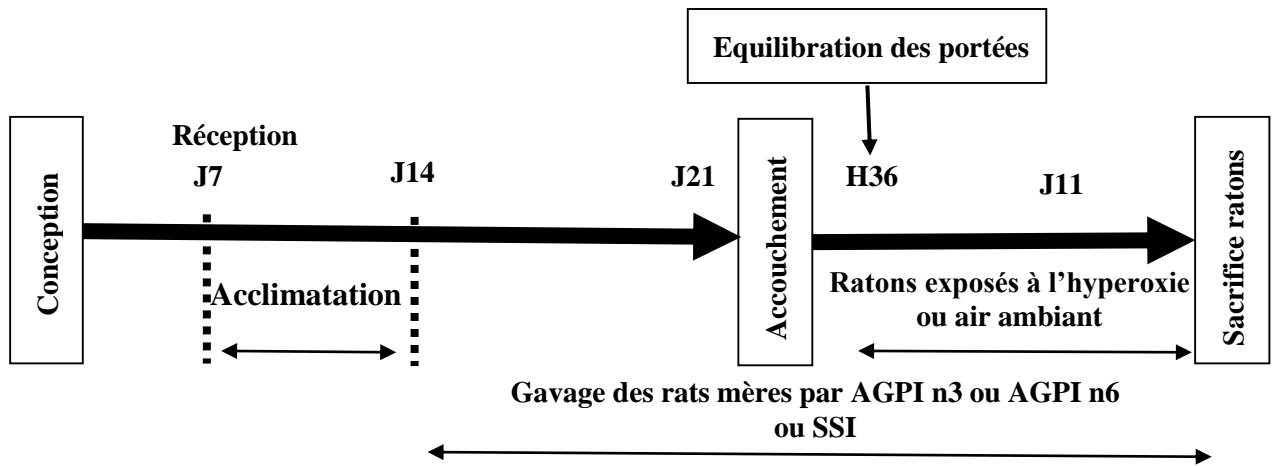 Equilibration des portées
Conception
Réception
J7
J14
J21
Accouchement
H36
J11
Sacrifice ratons
Acclimatation
Ratons exposés à l’hyperoxie
ou air ambiant
Gavage des rats mères par AGPI n3 ou AGPI n6
ou SSI